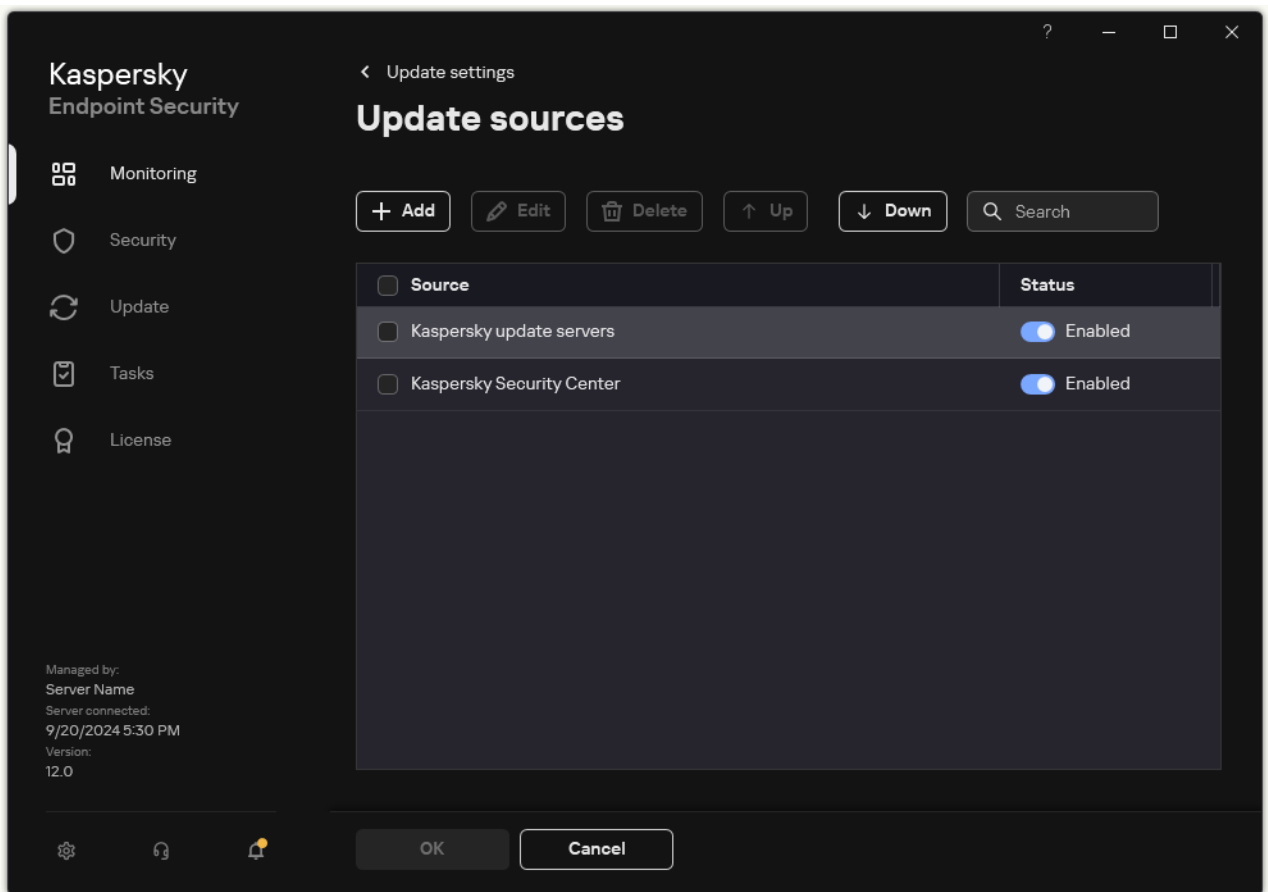 ?
Kaspersky
Endpoint Security
Monitoring
Security
Update
Tasks
License
Managed by:
Server Name
Server connected:
9/20/2024 5:30 PM
Version:
12.0
Update settings
Update sources
Add Edit Delete Up Down Search
Source Status
Kaspersky update servers Enabled
Kaspersky Security Center Enabled
OK Cancel